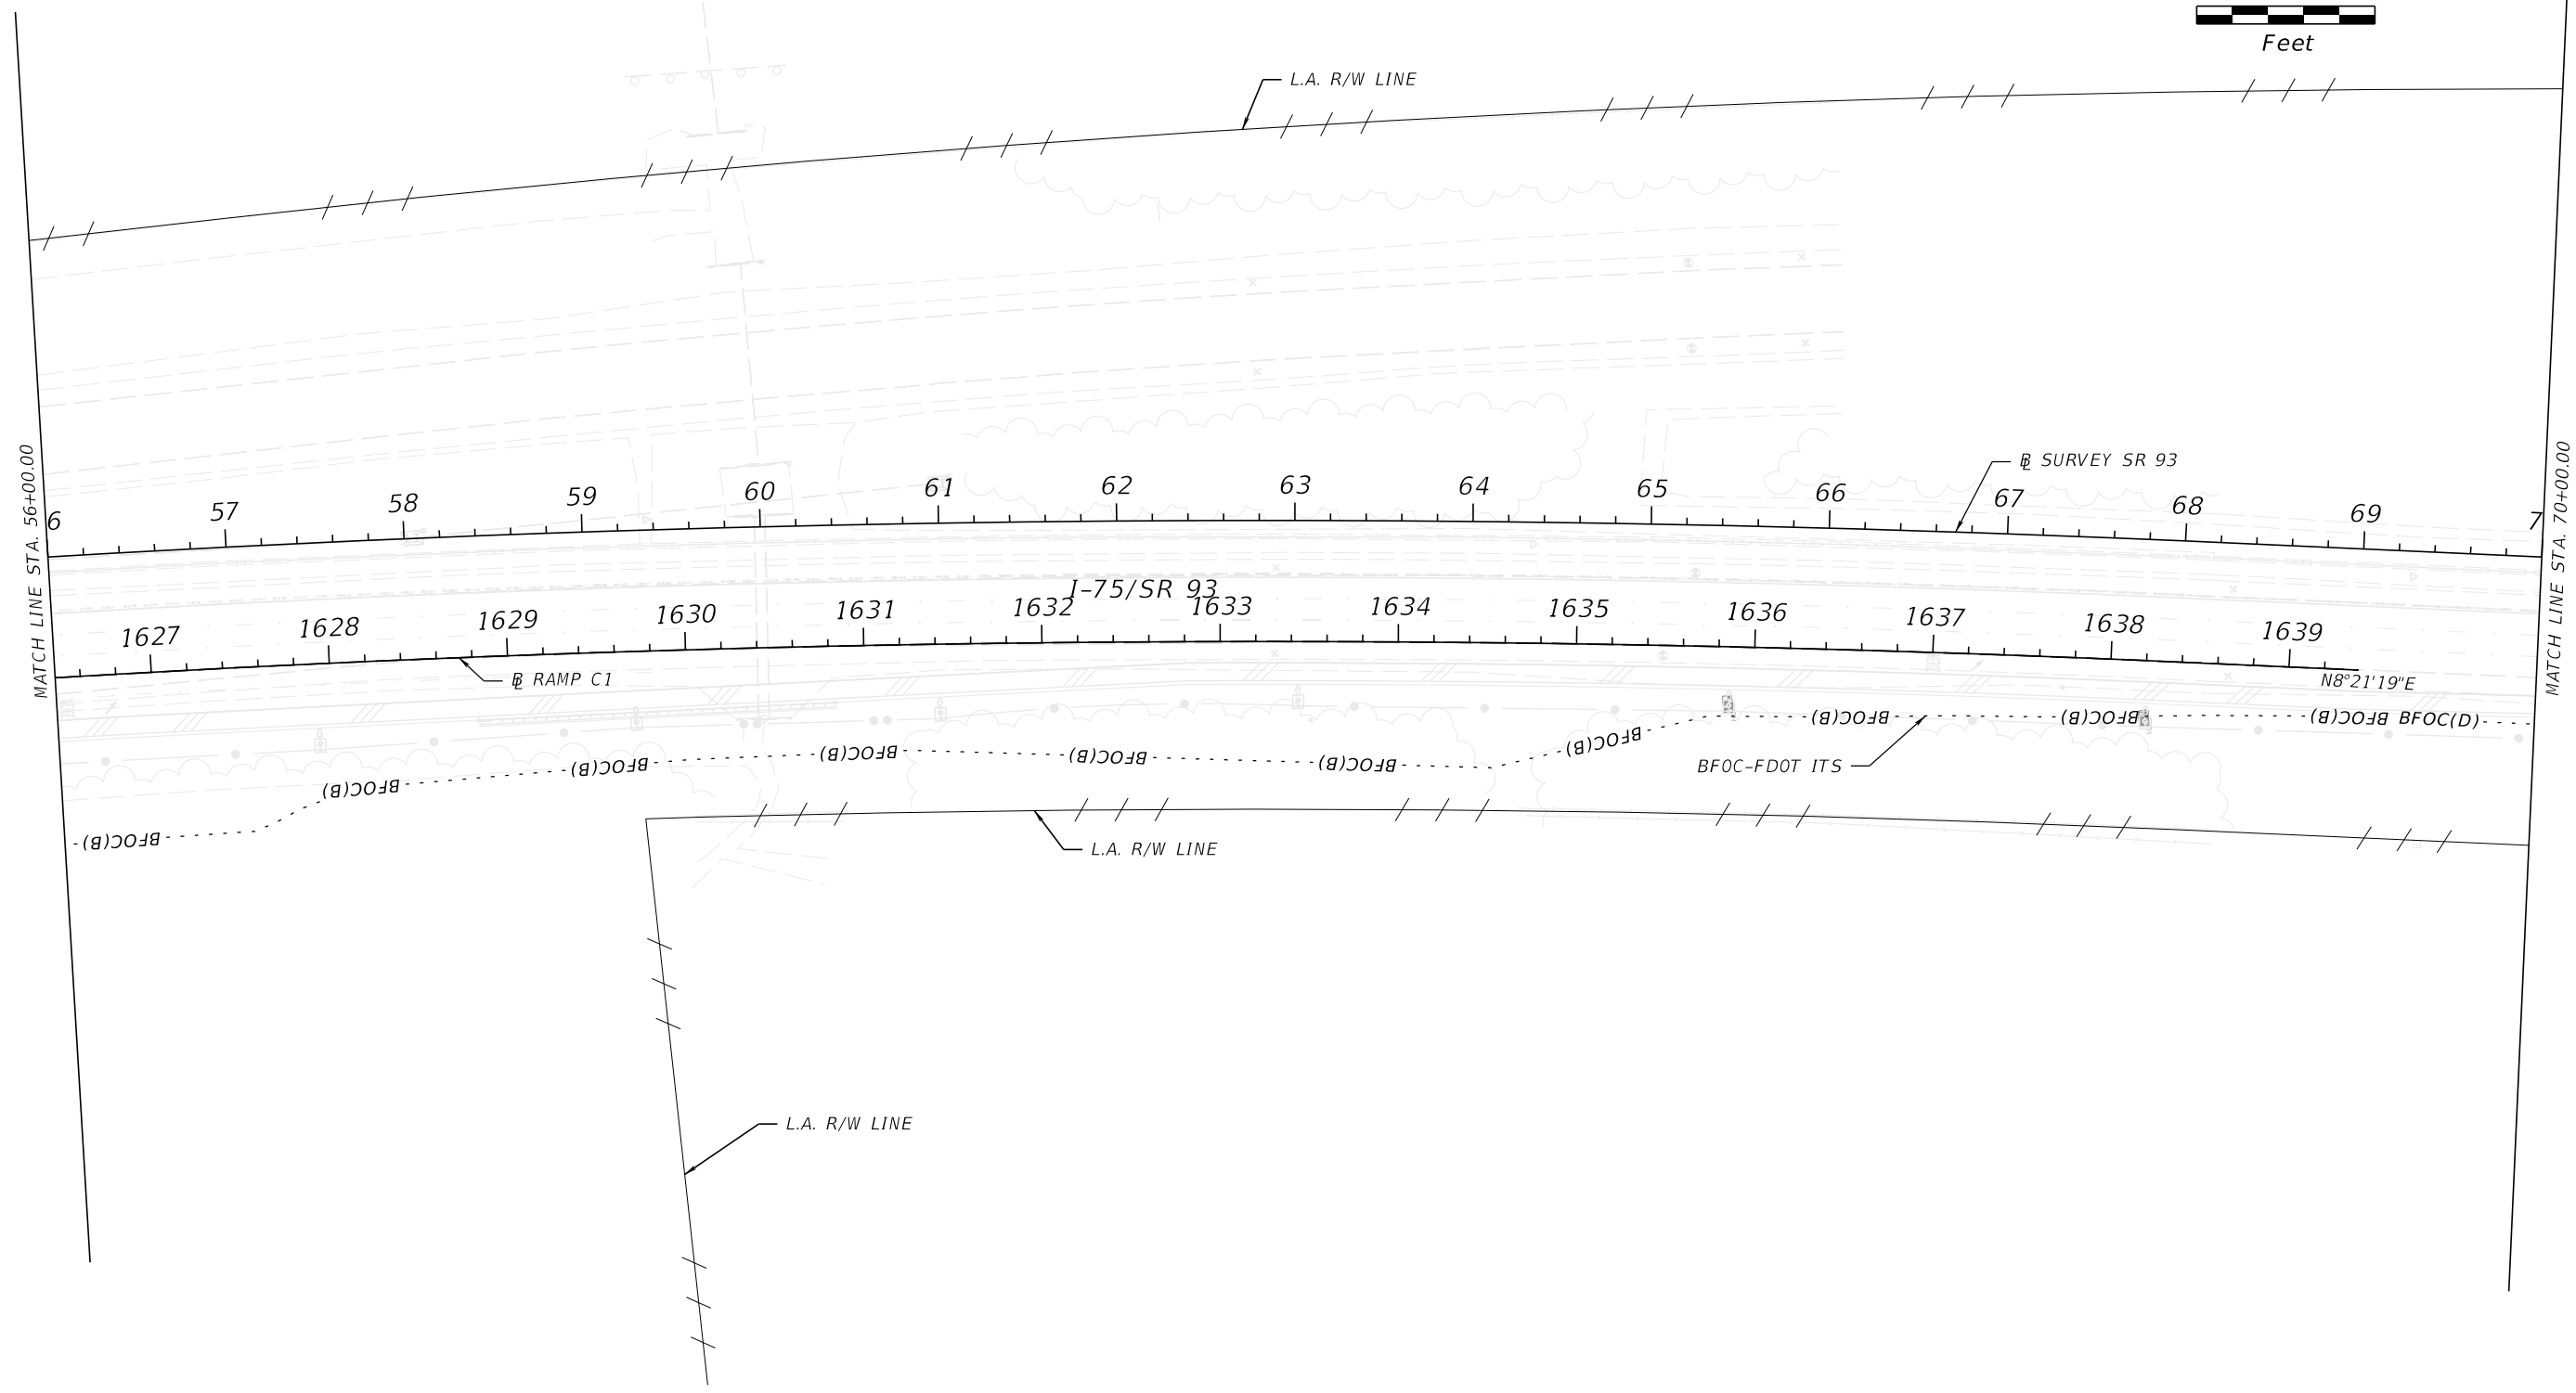 Feet
L.A. R/W LINE
MATCH LINE STA. 56+00.00
MATCH LINE STA. 70+00.00
BL SURVEY SR 93
6 57 58 59 60 61 62 63 64 65 66 67 68 69 7
I-75/SR 93
1627 1628 1629 1630 1631 1632 1633 1634 1635 1636 1637 1638 1639
BL RAMP C1
N8°21'19"E
BFOC(B) BFOC(B) BFOC(B) BFOC(B) BFOC(B) BFOC(B) BFOC(B) BFOC(B) BFOC(B) BFOC(B) BFOC(D)
BFOC-FDOT ITS
L.A. R/W LINE
L.A. R/W LINE